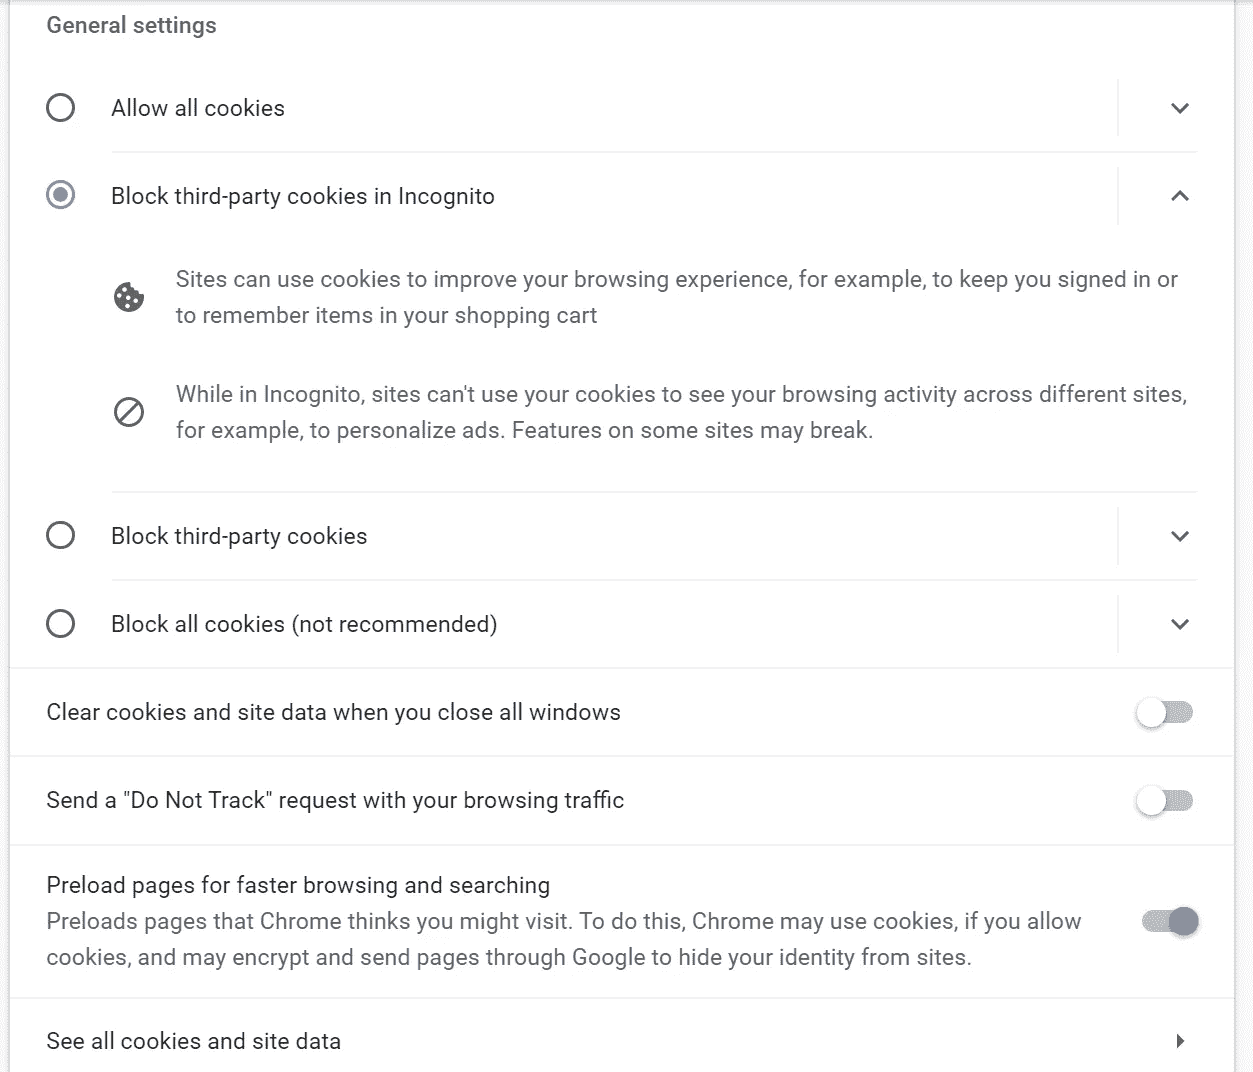 General settings
Allow all cookies
Block third-party cookies in Incognito
Sites can use cookies to improve your browsing experience, for example, to keep you signed in or
to remember items in your shopping cart
While in Incognito, sites can't use your cookies to see your browsing activity across different sites,
for example, to personalize ads. Features on some sites may break.
Block third-party cookies
Block all cookies (not recommended)
Clear cookies and site data when you close all windows
Send a "Do Not Track" request with your browsing traffic
Preload pages for faster browsing and searching
Preloads pages that Chrome thinks you might visit. To do this, Chrome may use cookies, if you allow
cookies, and may encrypt and send pages through Google to hide your identity from sites.
See all cookies and site data